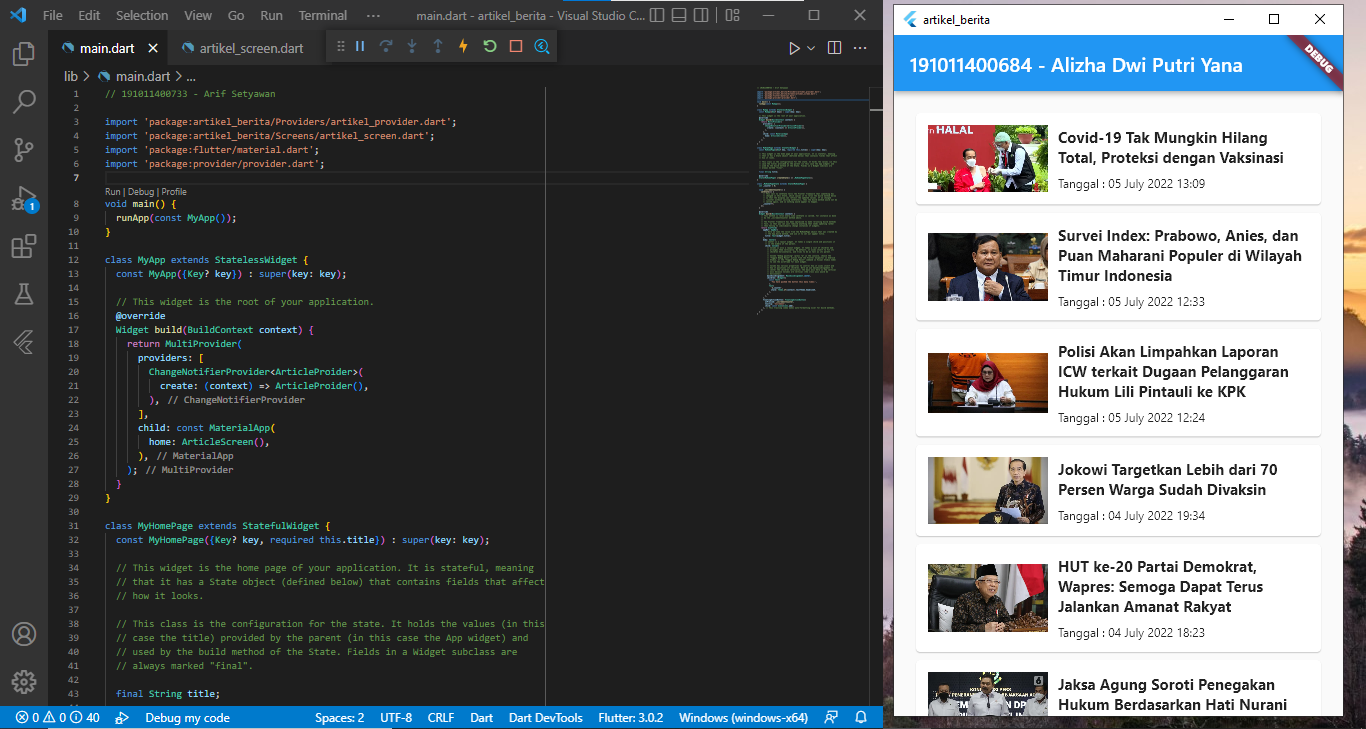 File Edit Selection View Go Run Terminal ··· main.dart - artikel_berita - Visual Studio C...
main.dart artikel_screen.dart
lib > main.dart > ...
1 // 191011400733 - Arif Setyawan
2
3 import 'package:artikel_berita/Providers/artikel_provider.dart';
4 import 'package:artikel_berita/Screens/artikel_screen.dart';
5 import 'package:flutter/material.dart';
6 import 'package:provider/provider.dart';
7
Run | Debug | Profile
8 void main() {
9 runApp(const MyApp());
10 }
11
12 class MyApp extends StatelessWidget {
13 const MyApp({Key? key}) : super(key: key);
14
15 // This widget is the root of your application.
16 @override
17 Widget build(BuildContext context) {
18 return MultiProvider(
19 providers: [
20 ChangeNotifierProvider<ArticleProider>(
21 create: (context) => ArticleProider(),
22 ), // ChangeNotifierProvider
23 ],
24 child: const MaterialApp(
25 home: ArticleScreen(),
26 ), // MaterialApp
27 ); // MultiProvider
28 }
29 }
30
31 class MyHomePage extends StatefulWidget {
32 const MyHomePage({Key? key, required this.title}) : super(key: key);
33
34 // This widget is the home page of your application. It is stateful, meaning
35 // that it has a State object (defined below) that contains fields that affect
36 // how it looks.
37
38 // This class is the configuration for the state. It holds the values (in this
39 // case the title) provided by the parent (in this case the App widget) and
40 // used by the build method of the State. Fields in a Widget subclass are
41 // always marked "final".
42
43 final String title;
1
0 0 40 Debug my code Spaces: 2 UTF-8 CRLF Dart Dart DevTools Flutter: 3.0.2 Windows (windows-x64)
artikel_berita
191011400684 - Alizha Dwi Putri Yana
DEBUG
HALAL
Covid-19 Tak Mungkin Hilang
Total, Proteksi dengan Vaksinasi
Tanggal : 05 July 2022 13:09
Survei Index: Prabowo, Anies, dan
Puan Maharani Populer di Wilayah
Timur Indonesia
Tanggal : 05 July 2022 12:33
Polisi Akan Limpahkan Laporan
ICW terkait Dugaan Pelanggaran
Hukum Lili Pintauli ke KPK
Tanggal : 05 July 2022 12:24
Jokowi Targetkan Lebih dari 70
Persen Warga Sudah Divaksin
Tanggal : 04 July 2022 19:34
HUT ke-20 Partai Demokrat,
Wapres: Semoga Dapat Terus
Jalankan Amanat Rakyat
Tanggal : 04 July 2022 18:23
Jaksa Agung Soroti Penegakan
Hukum Berdasarkan Hati Nurani